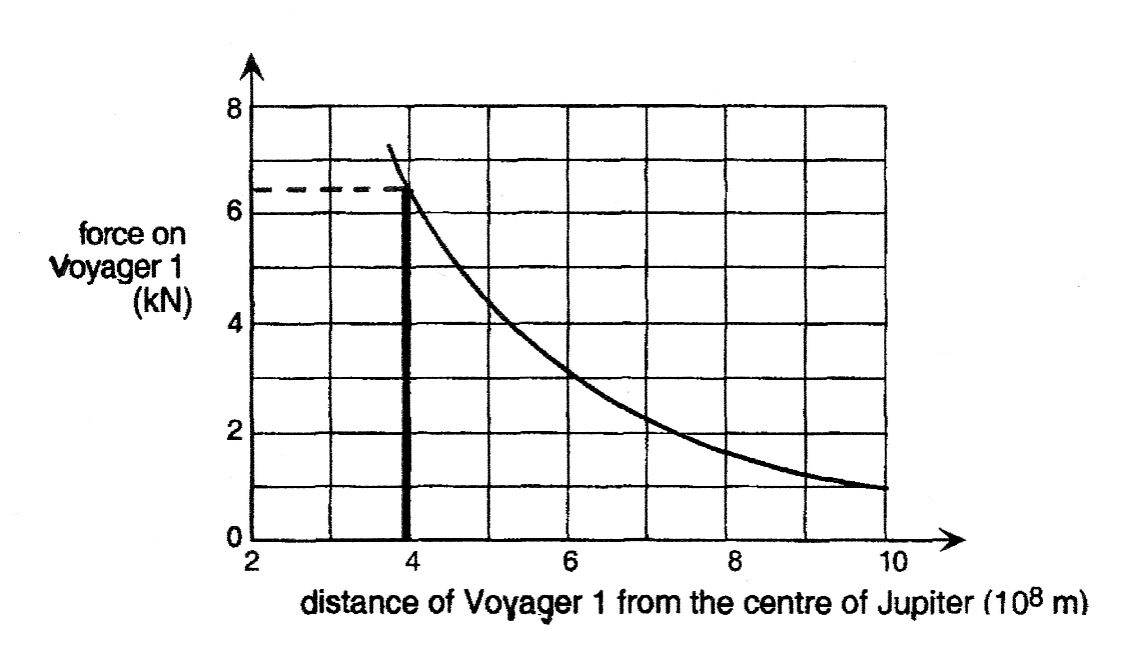 8
6
force on
Voyager 1
(kN)
4
2
0
2 4 6 8 10
distance of Voyager 1 from the centre of Jupiter (10⁸ m)